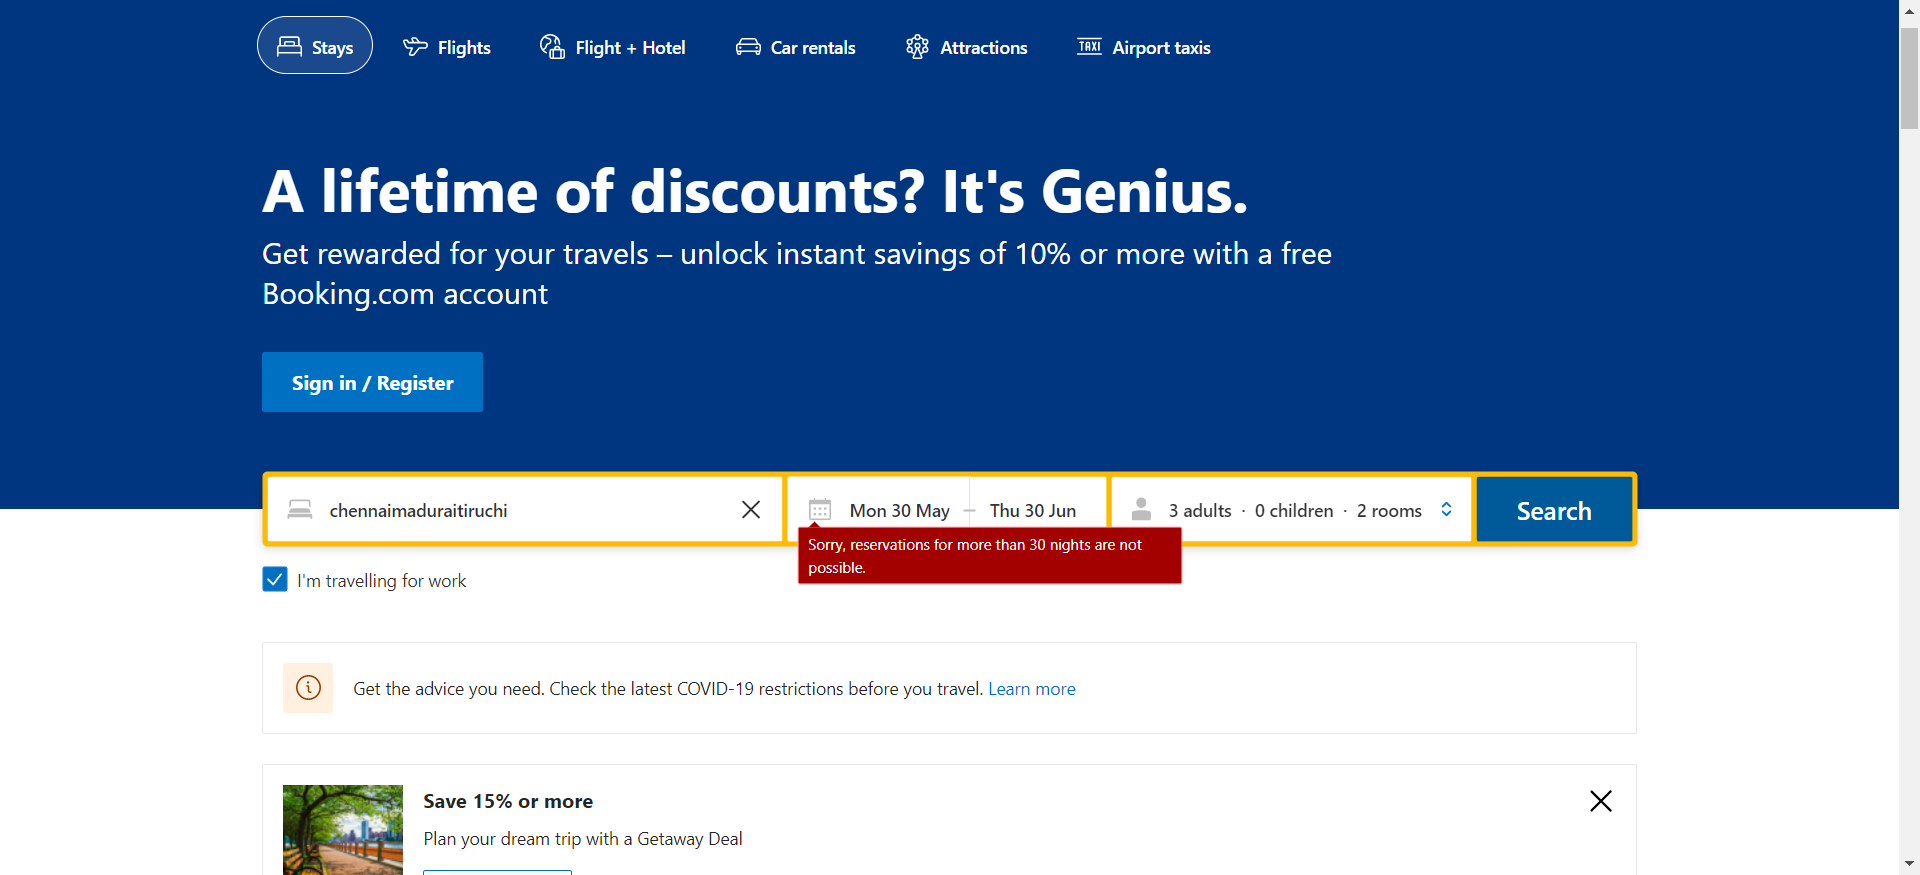 Stays
Flights
Flight + Hotel
Car rentals
TAXI
Airport taxis
Attractions
A lifetime of discounts? It's Genius.
Get rewarded for your travels – unlock instant savings of 10% or more with a free
Booking.com account
Sign in / Register
chennaimaduraitiruchi
Mon 30 May — Thu 30 Jun
3 adults · 0 children · 2 rooms
Search
Sorry, reservations for more than 30 nights are not
possible.
I'm travelling for work
Get the advice you need. Check the latest COVID-19 restrictions before you travel. Learn more
Save 15% or more
Plan your dream trip with a Getaway Deal